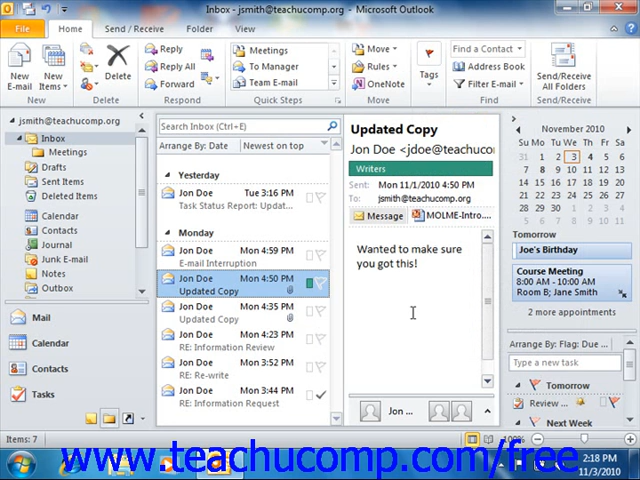 Inbox - jsmith@teachucomp.org - Microsoft Outlook
File Home Send / Receive Folder View
New E-mail
New Items
Delete
Reply
Reply All
Forward
Meetings
To Manager
Team E-mail
Move
Rules
OneNote
Tags
Find a Contact
Address Book
Filter E-mail
Send/Receive All Folders
New Delete Respond Quick Steps Move Find Send/Receive
jsmith@teachucomp.org
Inbox
Meetings
Drafts
Sent Items
Deleted Items
Calendar
Contacts
Journal
Junk E-mail
Notes
Outbox
Mail
Calendar
Contacts
Tasks
Search Inbox (Ctrl+E)
Arrange By: Date Newest on top
Yesterday
Jon Doe Tue 3:16 PM
Task Status Report: Updat...
Monday
Jon Doe Mon 4:59 PM
E-mail Interruption
Jon Doe Mon 4:50 PM
Updated Copy
Jon Doe Mon 4:35 PM
Updated Copy
Jon Doe Mon 4:23 PM
RE: Information Review
Jon Doe Mon 3:52 PM
RE: Re-write
Jon Doe Mon 3:44 PM
RE: Information Request
Updated Copy
Jon Doe <jdoe@teachuco
Writers
Sent: Mon 11/1/2010 4:50 PM
To: jsmith@teachucomp.org
Message MOLME-Intro....
Wanted to make sure
you got this!
Jon ...
November 2010
Su Mo Tu We Th Fr Sa
31 1 2 3 4 5 6
7 8 9 10 11 12 13
14 15 16 17 18 19 20
21 22 23 24 25 26 27
28 29 30 1 2 3 4
Tomorrow
Joe's Birthday
Course Meeting
8:00 AM - 10:00 AM
Room B; Jane Smith
2 more appointments
Arrange By: Flag: Due ...
Type a new task
Tomorrow
Review ...
Next Week
Items: 7
100%
www.teachucomp.com/free
2:18 PM
11/3/2010